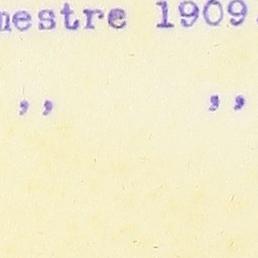 mestre 1909.
,, ,,